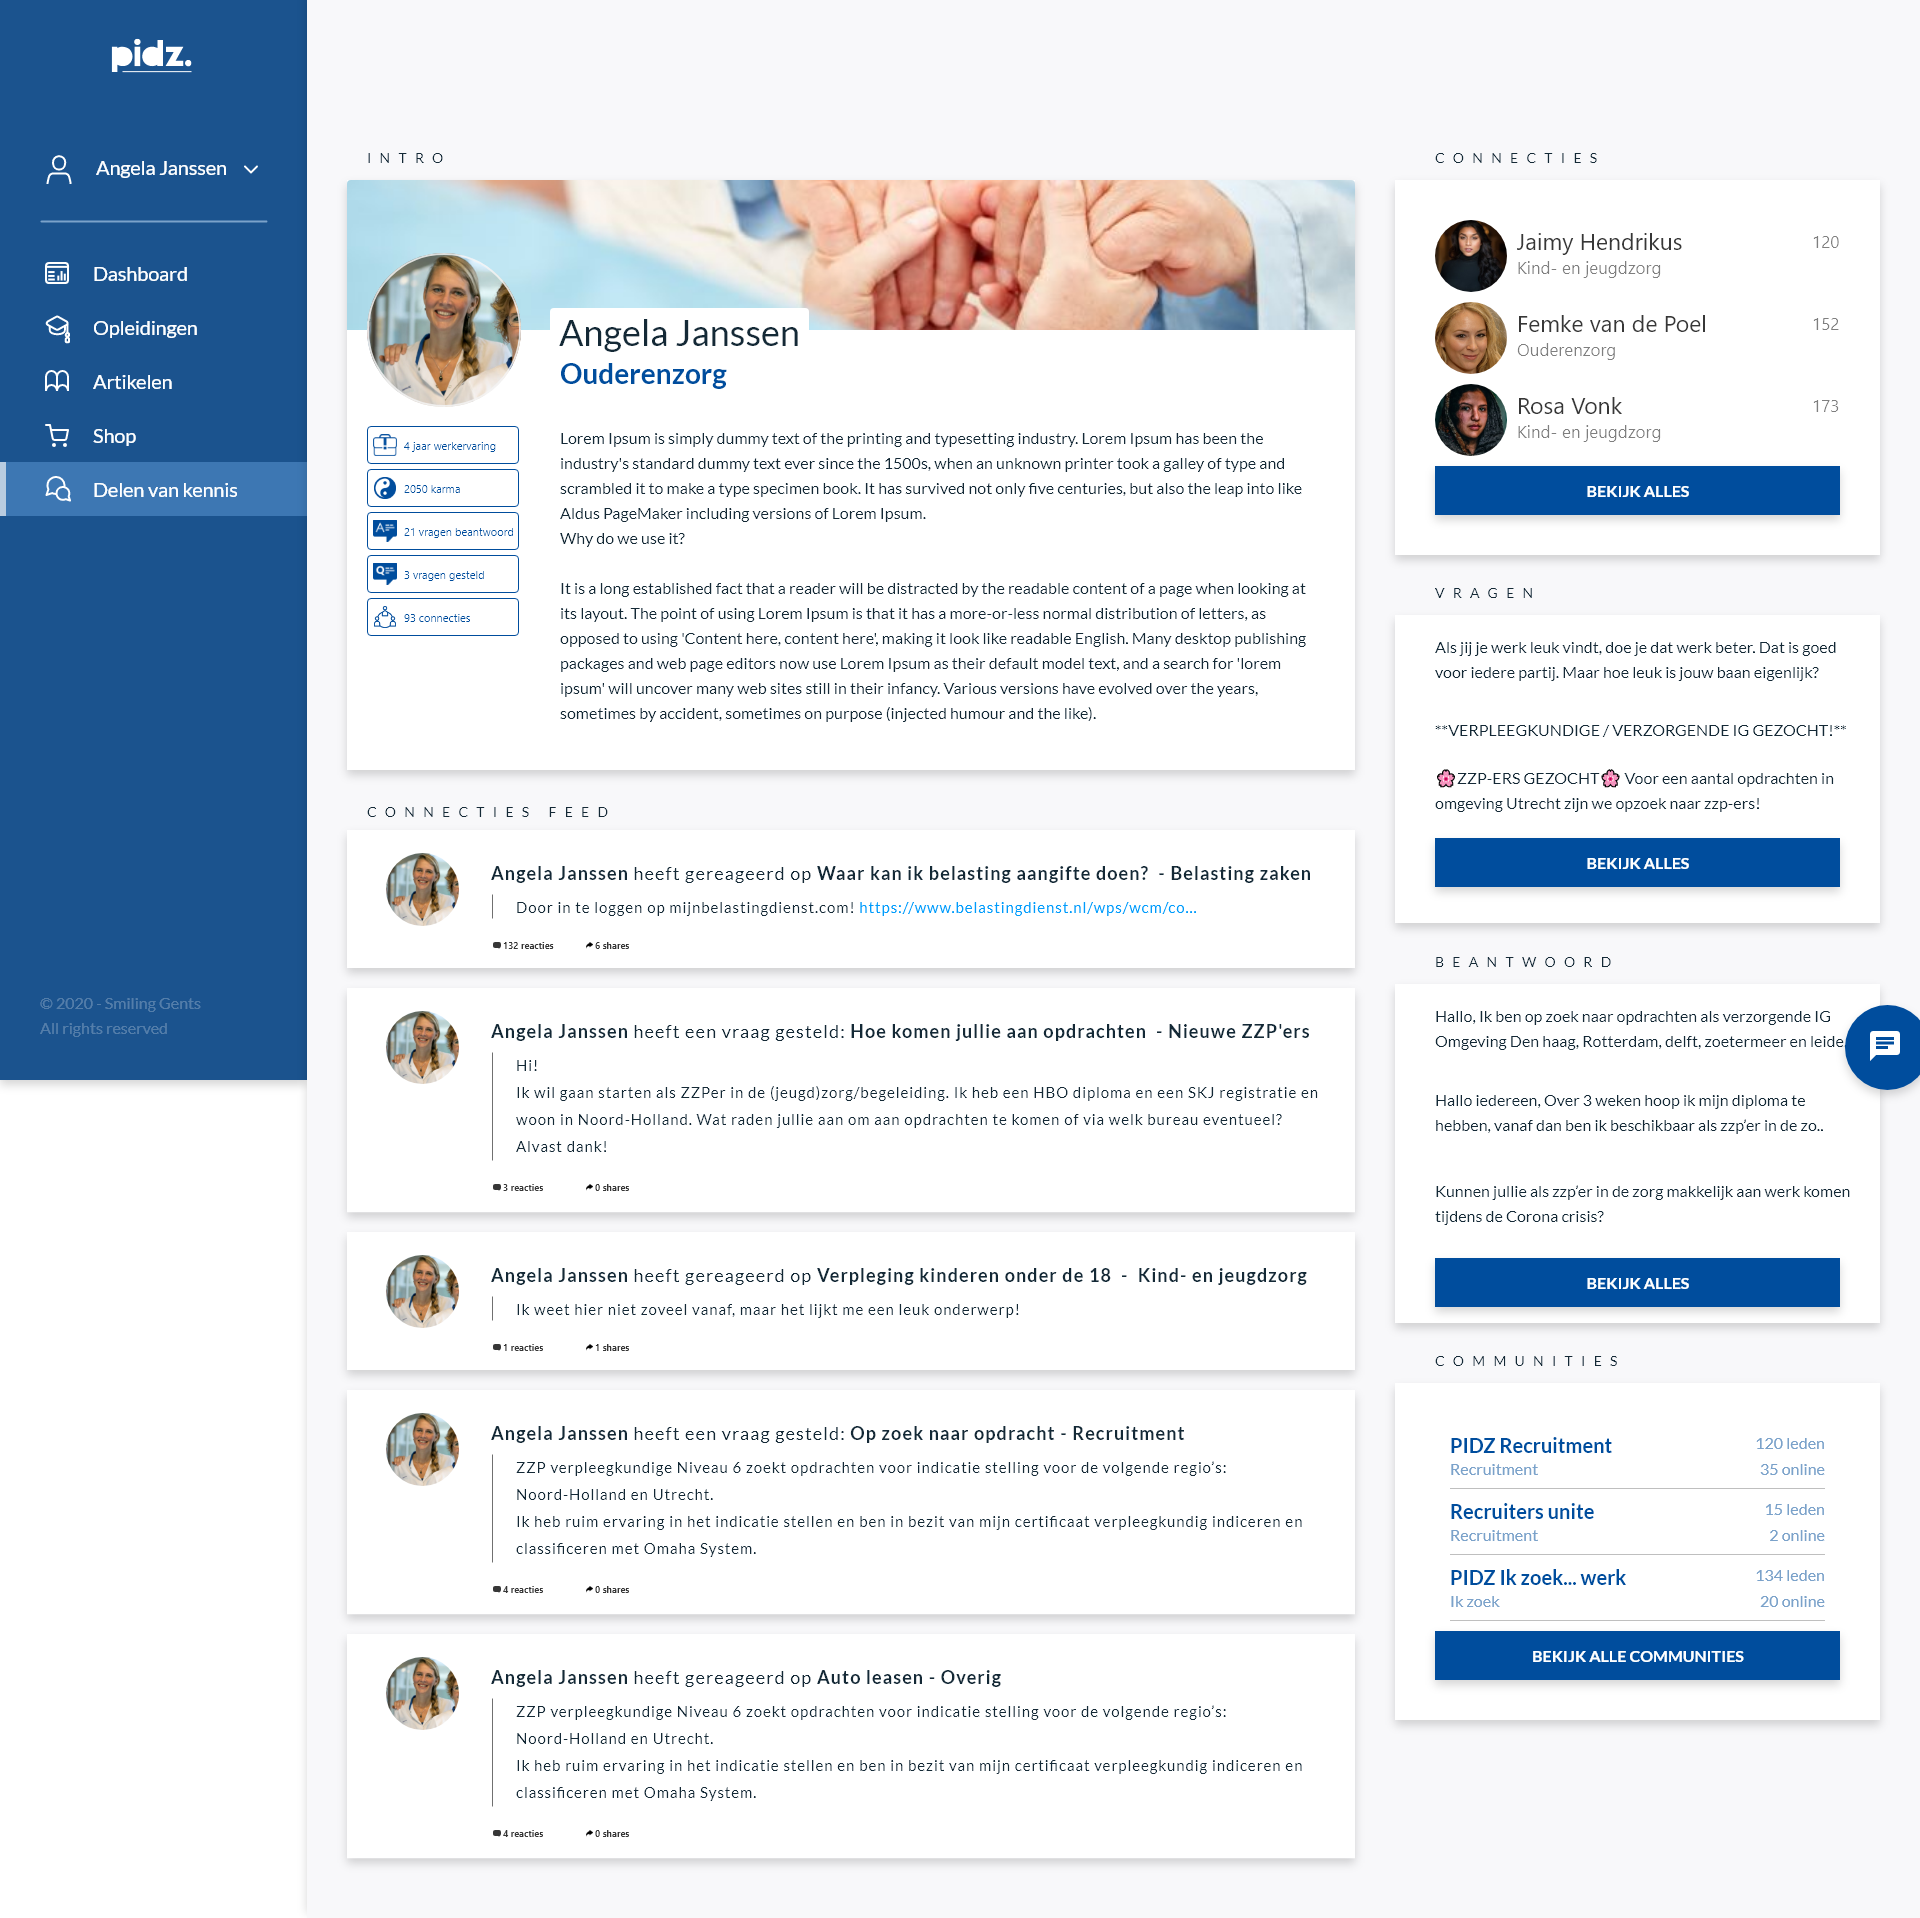 pidz.
Angela Janssen
Dashboard
Opleidingen
Artikelen
Shop
Delen van kennis
© 2020 - Smiling Gents
All rights reserved
INTRO
Angela Janssen
Ouderenzorg
4 jaar werkervaring
2050 karma
A
21 vragen beantwoord
Q
3 vragen gesteld
93 connecties
Lorem Ipsum is simply dummy text of the printing and typesetting industry. Lorem Ipsum has been the
industry's standard dummy text ever since the 1500s, when an unknown printer took a galley of type and
scrambled it to make a type specimen book. It has survived not only five centuries, but also the leap into like
Aldus PageMaker including versions of Lorem Ipsum.
Why do we use it?
It is a long established fact that a reader will be distracted by the readable content of a page when looking at
its layout. The point of using Lorem Ipsum is that it has a more-or-less normal distribution of letters, as
opposed to using 'Content here, content here', making it look like readable English. Many desktop publishing
packages and web page editors now use Lorem Ipsum as their default model text, and a search for 'lorem
ipsum' will uncover many web sites still in their infancy. Various versions have evolved over the years,
sometimes by accident, sometimes on purpose (injected humour and the like).
CONNECTIES FEED
Angela Janssen heeft gereageerd op Waar kan ik belasting aangifte doen? - Belasting zaken
Door in te loggen op mijnbelastingdienst.com! https://www.belastingdienst.nl/wps/wcm/co...
132 reacties 6 shares
Angela Janssen heeft een vraag gesteld: Hoe komen jullie aan opdrachten - Nieuwe ZZP'ers
Hi!
Ik wil gaan starten als ZZPer in de (jeugd)zorg/begeleiding. Ik heb een HBO diploma en een SKJ registratie en
woon in Noord-Holland. Wat raden jullie aan om aan opdrachten te komen of via welk bureau eventueel?
Alvast dank!
3 reacties 0 shares
Angela Janssen heeft gereageerd op Verpleging kinderen onder de 18 - Kind- en jeugdzorg
Ik weet hier niet zoveel vanaf, maar het lijkt me een leuk onderwerp!
1 reacties 1 shares
Angela Janssen heeft een vraag gesteld: Op zoek naar opdracht - Recruitment
ZZP verpleegkundige Niveau 6 zoekt opdrachten voor indicatie stelling voor de volgende regio’s:
Noord-Holland en Utrecht.
Ik heb ruim ervaring in het indicatie stellen en ben in bezit van mijn certificaat verpleegkundig indiceren en
classificeren met Omaha System.
4 reacties 0 shares
Angela Janssen heeft gereageerd op Auto leasen - Overig
ZZP verpleegkundige Niveau 6 zoekt opdrachten voor indicatie stelling voor de volgende regio’s:
Noord-Holland en Utrecht.
Ik heb ruim ervaring in het indicatie stellen en ben in bezit van mijn certificaat verpleegkundig indiceren en
classificeren met Omaha System.
4 reacties 0 shares
CONNECTIES
Jaimy Hendrikus 120
Kind- en jeugdzorg
Femke van de Poel 152
Ouderenzorg
Rosa Vonk 173
Kind- en jeugdzorg
BEKIJK ALLES
VRAGEN
Als jij je werk leuk vindt, doe je dat werk beter. Dat is goed
voor iedere partij. Maar hoe leuk is jouw baan eigenlijk?
**VERPLEEGKUNDIGE / VERZORGENDE IG GEZOCHT!**
🌸ZZP-ERS GEZOCHT🌸 Voor een aantal opdrachten in
omgeving Utrecht zijn we opzoek naar zzp-ers!
BEKIJK ALLES
BEANTWOORD
Hallo, Ik ben op zoek naar opdrachten als verzorgende IG
Omgeving Den haag, Rotterdam, delft, zoetermeer en leide
Hallo iedereen, Over 3 weken hoop ik mijn diploma te
hebben, vanaf dan ben ik beschikbaar als zzp’er in de zo..
Kunnen jullie als zzp’er in de zorg makkelijk aan werk komen
tijdens de Corona crisis?
BEKIJK ALLES
COMMUNITIES
PIDZ Recruitment 120 leden
Recruitment 35 online
Recruiters unite 15 leden
Recruitment 2 online
PIDZ Ik zoek... werk 134 leden
Ik zoek 20 online
BEKIJK ALLE COMMUNITIES